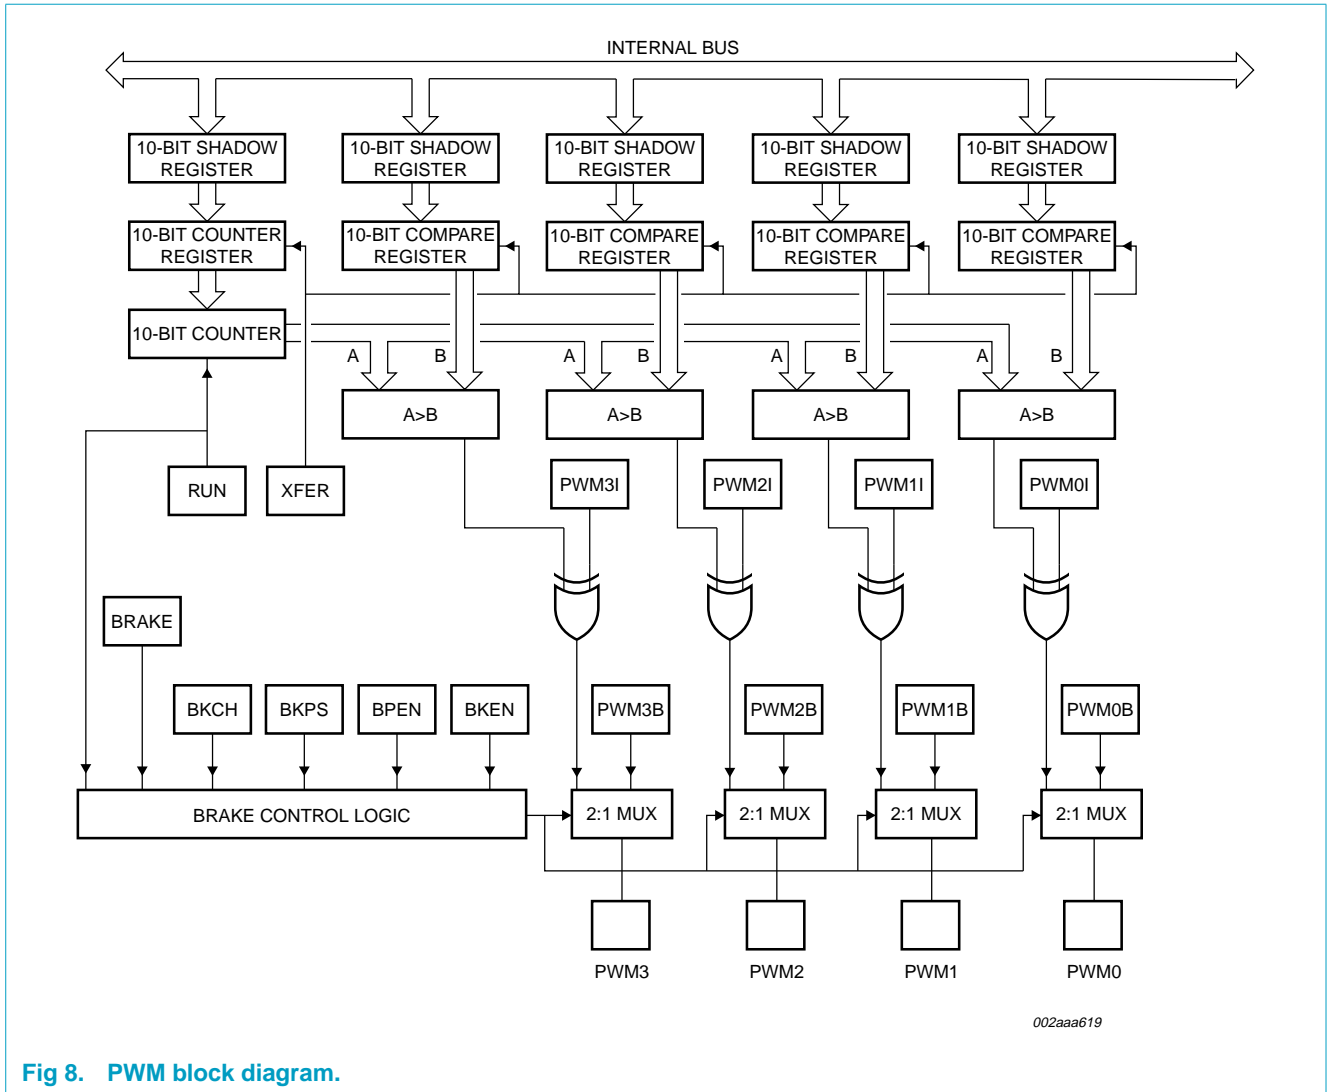 INTERNAL BUS
10-BIT SHADOW
REGISTER
10-BIT SHADOW
REGISTER
10-BIT SHADOW
REGISTER
10-BIT SHADOW
REGISTER
10-BIT SHADOW
REGISTER
10-BIT COUNTER
REGISTER
10-BIT COMPARE
REGISTER
10-BIT COMPARE
REGISTER
10-BIT COMPARE
REGISTER
10-BIT COMPARE
REGISTER
10-BIT COUNTER
A
B
A
B
A
B
A
B
A>B
A>B
A>B
A>B
RUN
XFER
PWM3I
PWM2I
PWM1I
PWM0I
BRAKE
BKCH
BKPS
BPEN
BKEN
PWM3B
PWM2B
PWM1B
PWM0B
BRAKE CONTROL LOGIC
2:1 MUX
2:1 MUX
2:1 MUX
2:1 MUX
PWM3
PWM2
PWM1
PWM0
002aaa619
Fig 8. PWM block diagram.